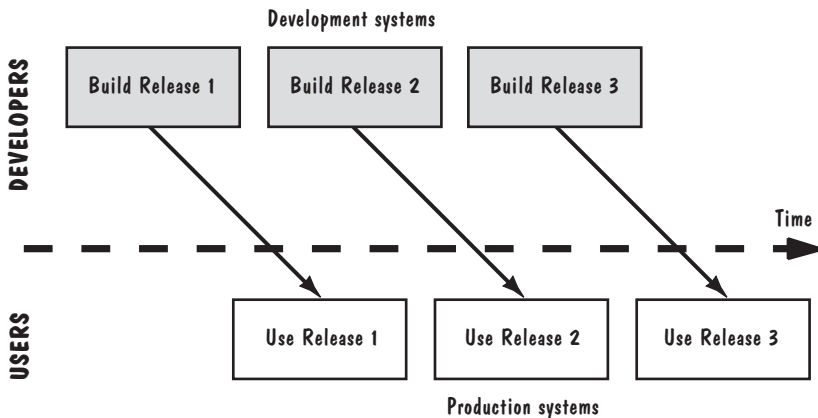 Development systems
DEVELOPERS
Build Release 1
Build Release 2
Build Release 3
Time
USERS
Use Release 1
Use Release 2
Use Release 3
Production systems